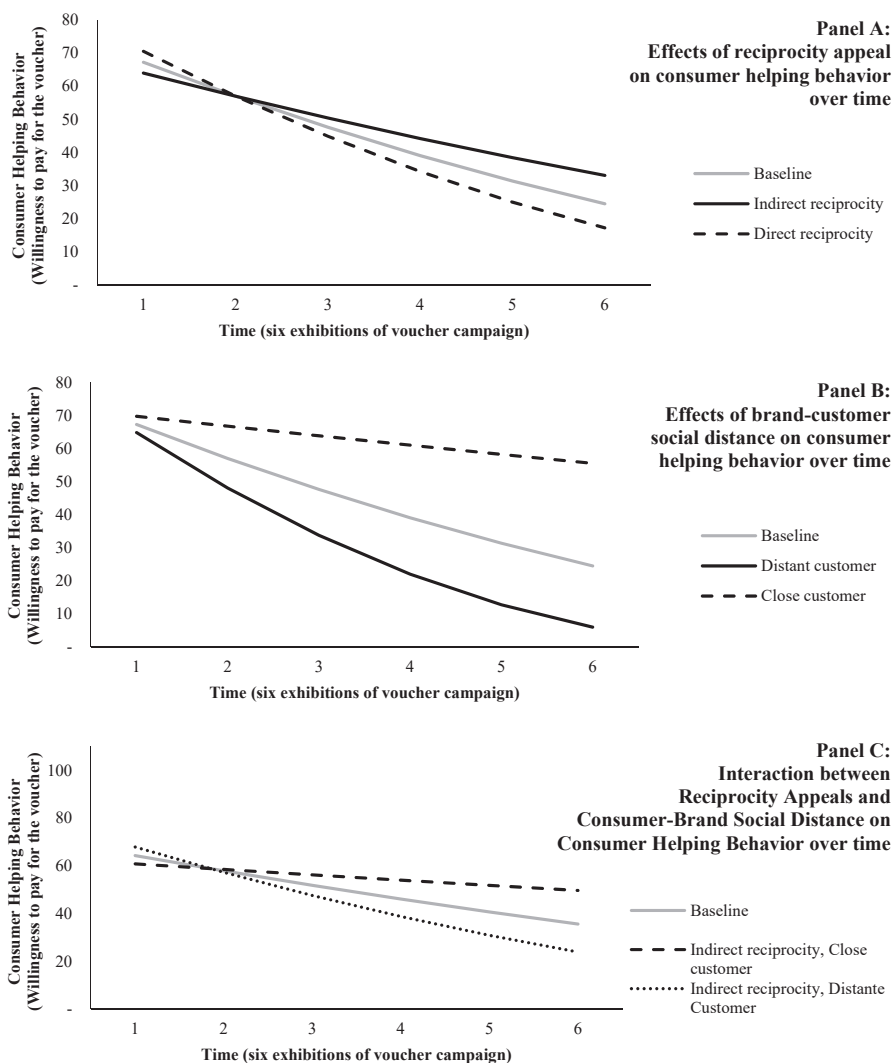 Panel A:
Effects of reciprocity appeal
on consumer helping behavior
over time
Consumer Helping Behavior
(Willingness to pay for the voucher)
80
70
60
50
40
30
20
10
-
1 2 3 4 5 6
Time (six exhibitions of voucher campaign)
Baseline
Indirect reciprocity
Direct reciprocity
Panel B:
Effects of brand-customer
social distance on consumer
helping behavior over time
Consumer Helping Behavior
(Willingness to pay for the voucher)
80
70
60
50
40
30
20
10
-
1 2 3 4 5 6
Time (six exhibitions of voucher campaign)
Baseline
Distant customer
Close customer
Panel C:
Interaction between
Reciprocity Appeals and
Consumer-Brand Social Distance on
Consumer Helping Behavior over time
Consumer Helping Behavior
(Willingness to pay for the voucher)
100
80
60
40
20
-
1 2 3 4 5 6
Time (six exhibitions of voucher campaign)
Baseline
Indirect reciprocity, Close
customer
Indirect reciprocity, Distante
Customer